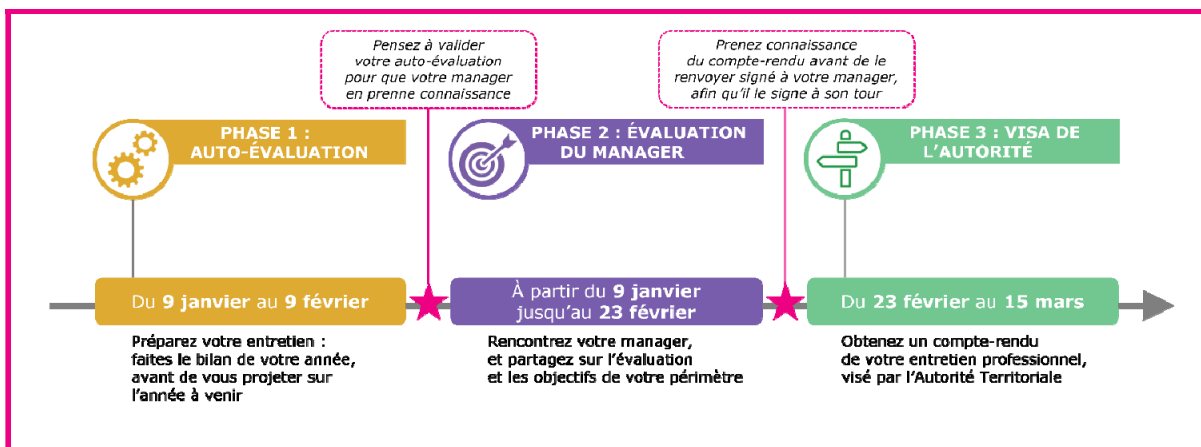 Pensez à valider
votre auto-évaluation
pour que votre manager
en prenne connaissance
Prenez connaissance
du compte-rendu avant de le
renvoyer signé à votre manager,
afin qu'il le signe à son tour
PHASE 1 :
AUTO-ÉVALUATION
PHASE 2 : ÉVALUATION
DU MANAGER
PHASE 3 : VISA DE
L'AUTORITÉ
Du 9 janvier au 9 février
À partir du 9 janvier
jusqu'au 23 février
Du 23 février au 15 mars
Préparez votre entretien :
faites le bilan de votre année,
avant de vous projeter sur
l'année à venir
Rencontrez votre manager,
et partagez sur l'évaluation
et les objectifs de votre périmètre
Obtenez un compte-rendu
de votre entretien professionnel,
visé par l'Autorité Territoriale